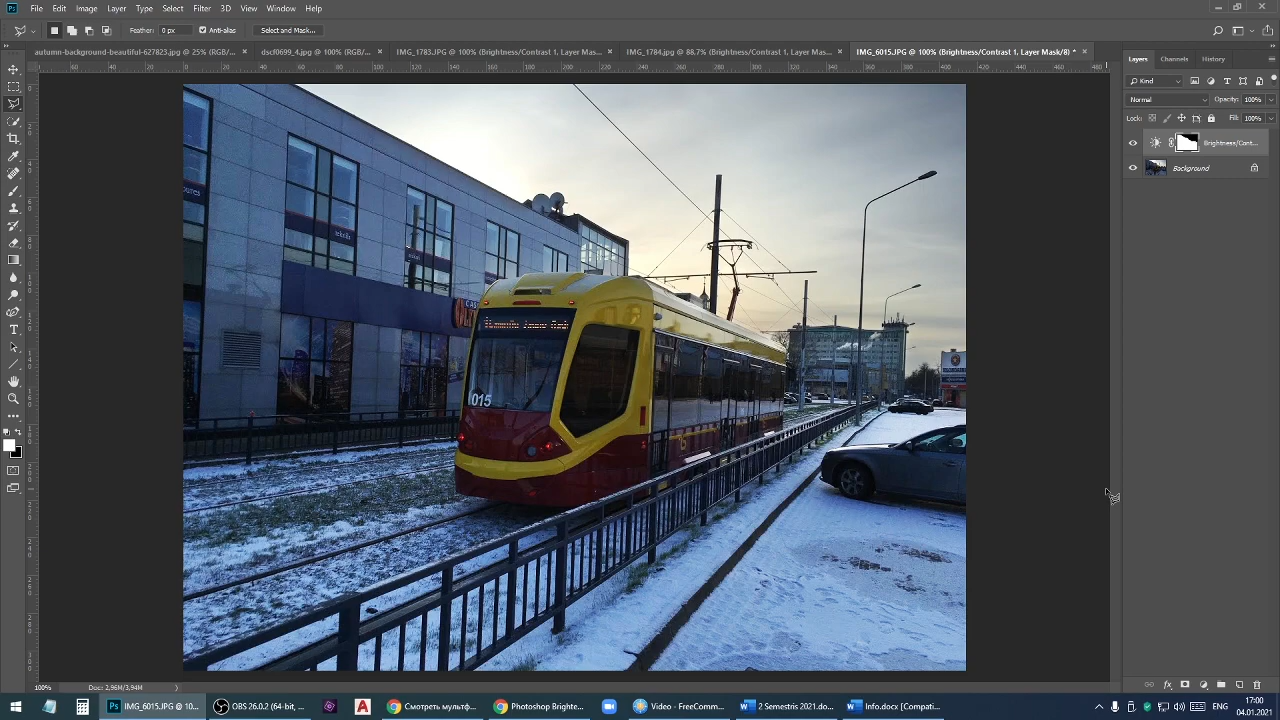 Ps File Edit Image Layer Type Select Filter 3D View Window Help
Feather: 0 px Anti-alias Select and Mask...
autumn-background-beautiful-627823.jpg @ 25% (RGB/... × dscf0699_4.jpg @ 100% (RGB/... × IMG_1783.JPG @ 100% (Brightness/Contrast 1, Layer Mas... × IMG_1784.jpg @ 88,7% (Brightness/Contrast 1, Layer Mas... × IMG_6015.JPG @ 100% (Brightness/Contrast 1, Layer Mask/8) * ×
Layers Channels History
Kind
Normal Opacity: 100%
Lock: Fill: 100%
Brightness/Cont...
Background
015
100% Doc: 2,96M/3,94M
IMG_6015.JPG @ 10... OBS 26.0.2 (64-bit, ... Смотреть мультф... Photoshop Brighte... Video - FreeComm... 2 Semestris 2021.do... Info.docx [Compati... ENG 17:00
04.01.2021